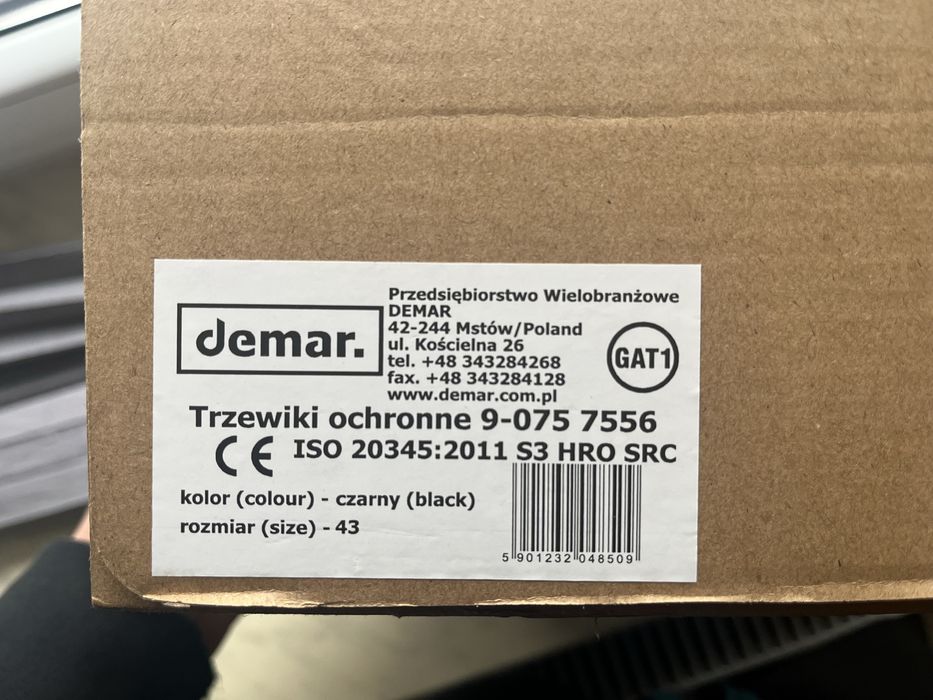 demar.
Przedsiębiorstwo Wielobranżowe
DEMAR
42-244 Mstów/Poland
ul. Kościelna 26
tel. +48 343284268
fax. +48 343284128
www.demar.com.pl
GAT1
Trzewiki ochronne 9-075 7556
CE ISO 20345:2011 S3 HRO SRC
kolor (colour) - czarny (black)
rozmiar (size) - 43
5 901232 048509